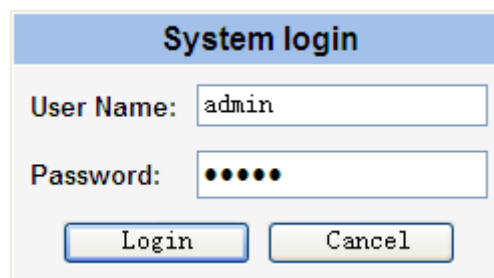 System login
User Name: admin
Password: •••••
Login Cancel